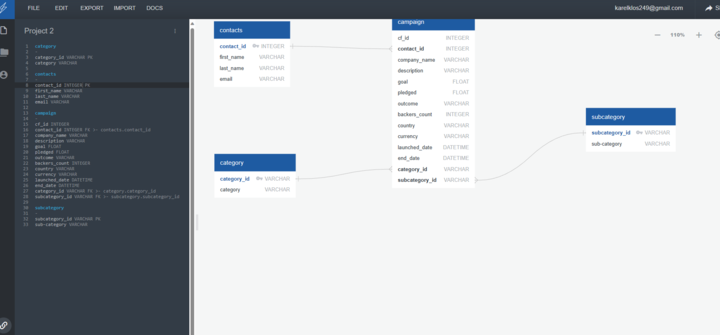 FILE EDIT EXPORT IMPORT DOCS
karelklos249@gmail.com
Project 2
1 category
2 -
3 category_id VARCHAR PK
4 category VARCHAR
5
6 contacts
7 -
8 contact_id INTEGER PK
9 first_name VARCHAR
10 last_name VARCHAR
11 email VARCHAR
12
13 campaign
14 -
15 cf_id INTEGER
16 contact_id INTEGER FK >- contacts.contact_id
17 company_name VARCHAR
18 description VARCHAR
19 goal FLOAT
20 pledged FLOAT
21 outcome VARCHAR
22 backers_count INTEGER
23 country VARCHAR
24 currency VARCHAR
25 launched_date DATETIME
26 end_date DATETIME
27 category_id VARCHAR FK >- category.category_id
28 subcategory_id VARCHAR FK >- subcategory.subcategory_id
29
30 subcategory
31 -
32 subcategory_id VARCHAR PK
33 sub-category VARCHAR
contacts
contact_id INTEGER
first_name VARCHAR
last_name VARCHAR
email VARCHAR
category
category_id VARCHAR
category VARCHAR
campaign
cf_id INTEGER
contact_id INTEGER
company_name VARCHAR
description VARCHAR
goal FLOAT
pledged FLOAT
outcome VARCHAR
backers_count INTEGER
country VARCHAR
currency VARCHAR
launched_date DATETIME
end_date DATETIME
category_id VARCHAR
subcategory_id VARCHAR
110%
subcategory
subcategory_id VARCHAR
sub-category VARCHAR